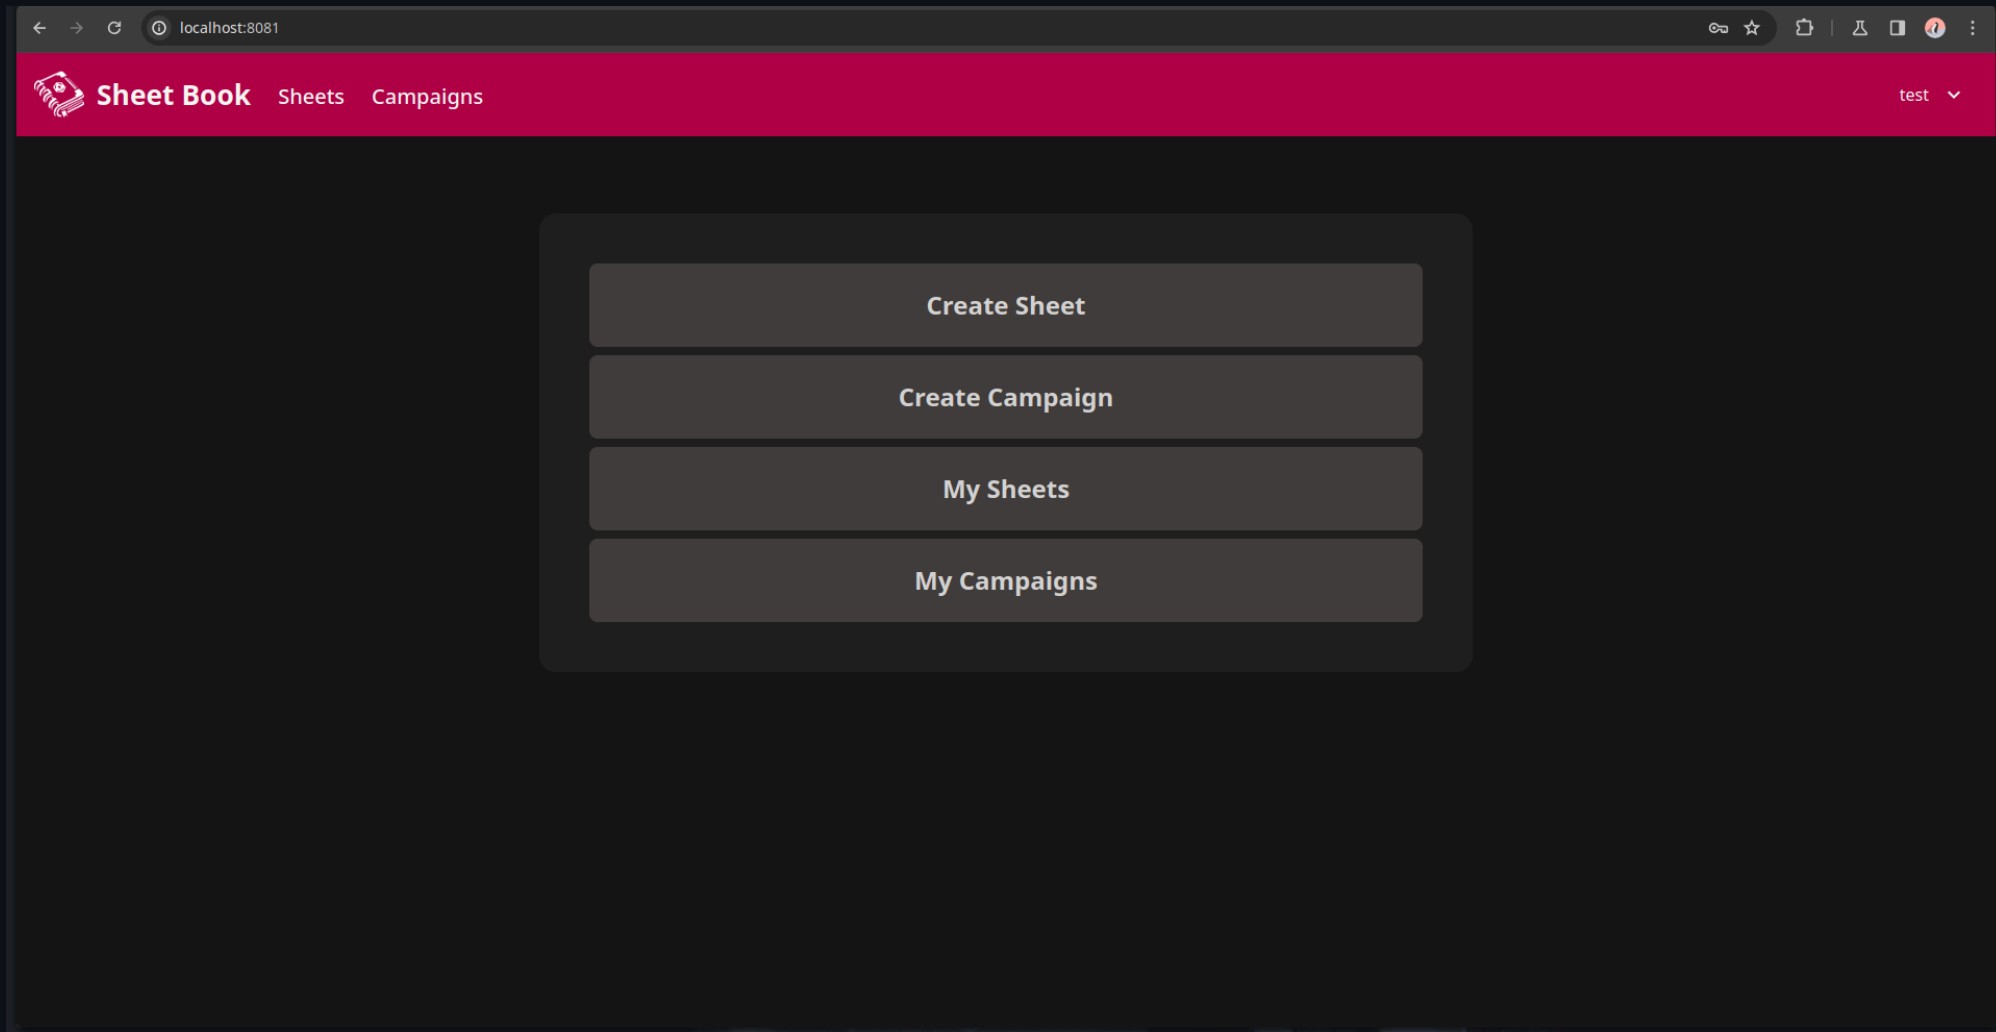 localhost:8081
Sheet Book Sheets Campaigns test
Create Sheet
Create Campaign
My Sheets
My Campaigns